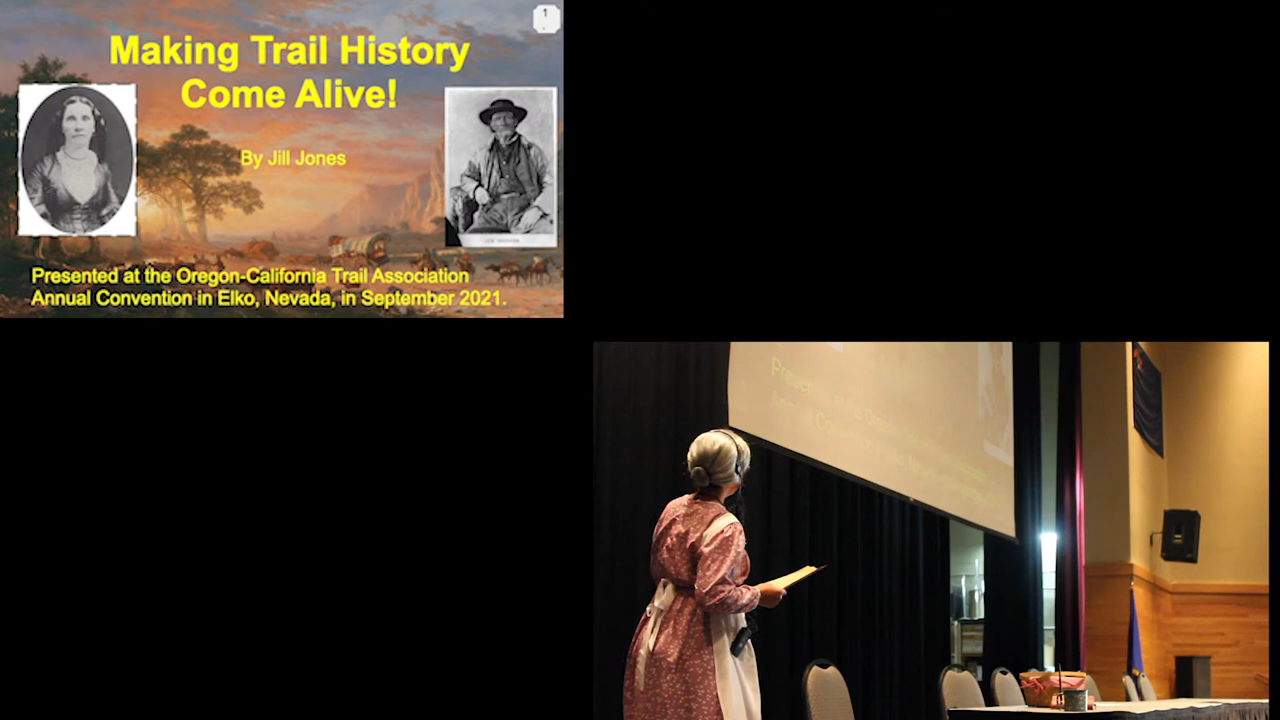 1
Making Trail History
Come Alive!
By Jill Jones
Presented at the Oregon-California Trail Association
Annual Convention in Elko, Nevada, in September 2021.